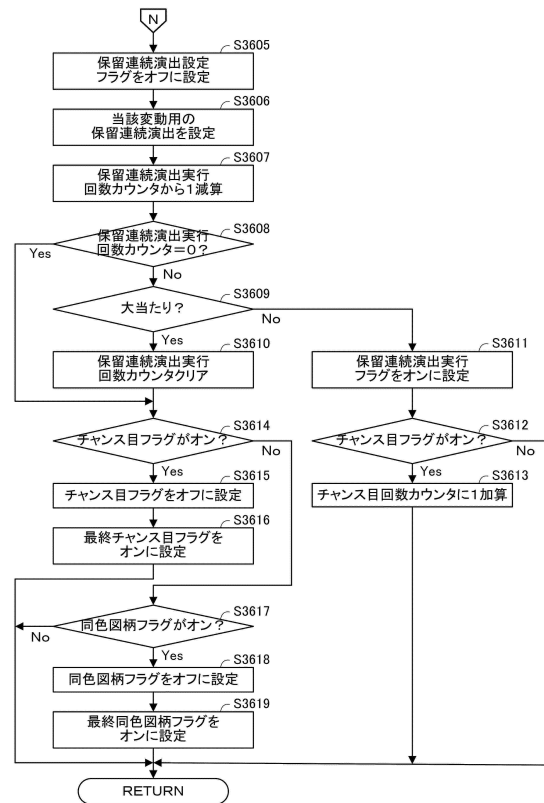 N
S3605
保留連続演出設定
フラグをオフに設定
S3606
当該変動用の
保留連続演出を設定
S3607
保留連続演出実行
回数カウンタから1減算
S3608
保留連続演出実行
回数カウンタ=0?
Yes
No
S3609
大当たり?
No
Yes
S3610
保留連続演出実行
回数カウンタクリア
S3611
保留連続演出実行
フラグをオンに設定
S3614
チャンス目フラグがオン?
No
Yes
S3612
チャンス目フラグがオン?
No
Yes
S3615
チャンス目フラグをオフに設定
S3613
チャンス目回数カウンタに1加算
S3616
最終チャンス目フラグを
オンに設定
S3617
同色図柄フラグがオン?
No
Yes
S3618
同色図柄フラグをオフに設定
S3619
最終同色図柄フラグを
オンに設定
RETURN